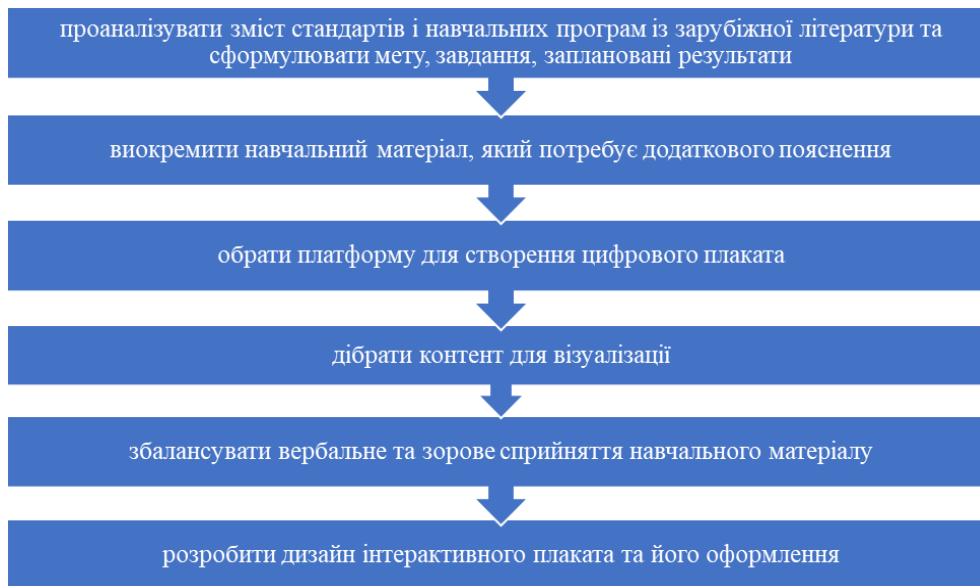 проаналізувати зміст стандартів і навчальних програм із зарубіжної літератури та
сформулювати мету, завдання, заплановані результати
виокремити навчальний матеріал, який потребує додаткового пояснення
обрати платформу для створення цифрового плаката
дібрати контент для візуалізації
збалансувати вербальне та зорове сприйняття навчального матеріалу
розробити дизайн інтерактивного плаката та його оформлення